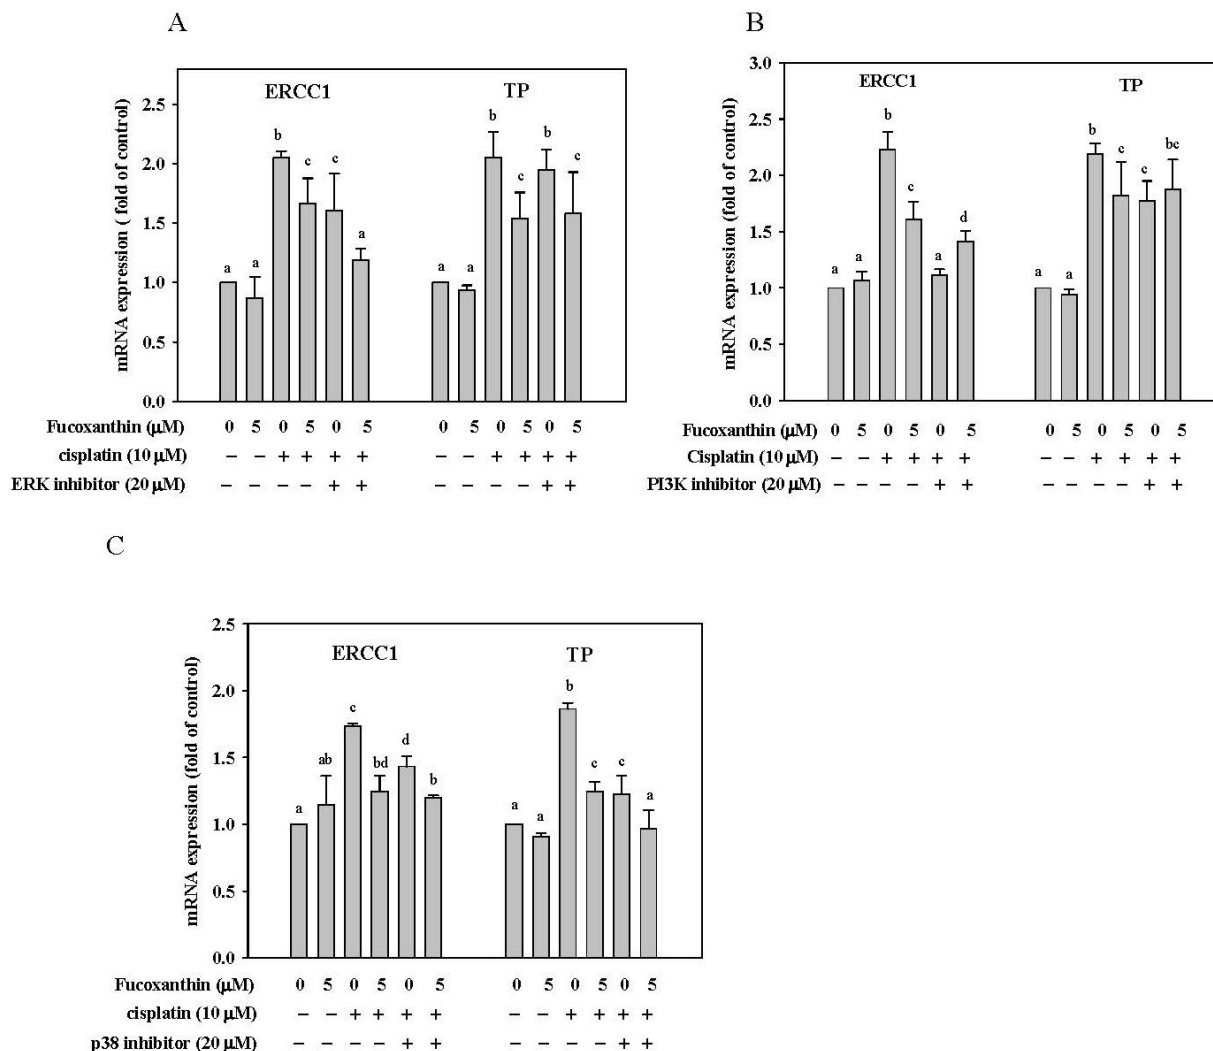 A
ERCC1 TP
mRNA expression ( fold of control)
2.5
2.0
1.5
1.0
0.5
0.0
a a b c c a
a a b c b c
Fucoxanthin (μM) 0 5 0 5 0 5 0 5 0 5 0 5
cisplatin (10 μM) − − + + + + − − + + + +
ERK inhibitor (20 μM) − − − − + + − − − − + +
B
ERCC1 TP
mRNA expression (fold of control)
3.0
2.5
2.0
1.5
1.0
0.5
0.0
a a b c a d
a a b c c bc
Fucoxanthin (μM) 0 5 0 5 0 5 0 5 0 5 0 5
Cisplatin (10 μM) − − + + + + − − + + + +
PI3K inhibitor (20 μM) − − − − + + − − − − + +
C
ERCC1 TP
mRNA expression (fold of control)
2.5
2.0
1.5
1.0
0.5
0.0
a ab c bd d b
a a b c c a
Fucoxanthin (μM) 0 5 0 5 0 5 0 5 0 5 0 5
cisplatin (10 μM) − − + + + + − − + + + +
p38 inhibitor (20 μM) − − − − + + − − − − + +